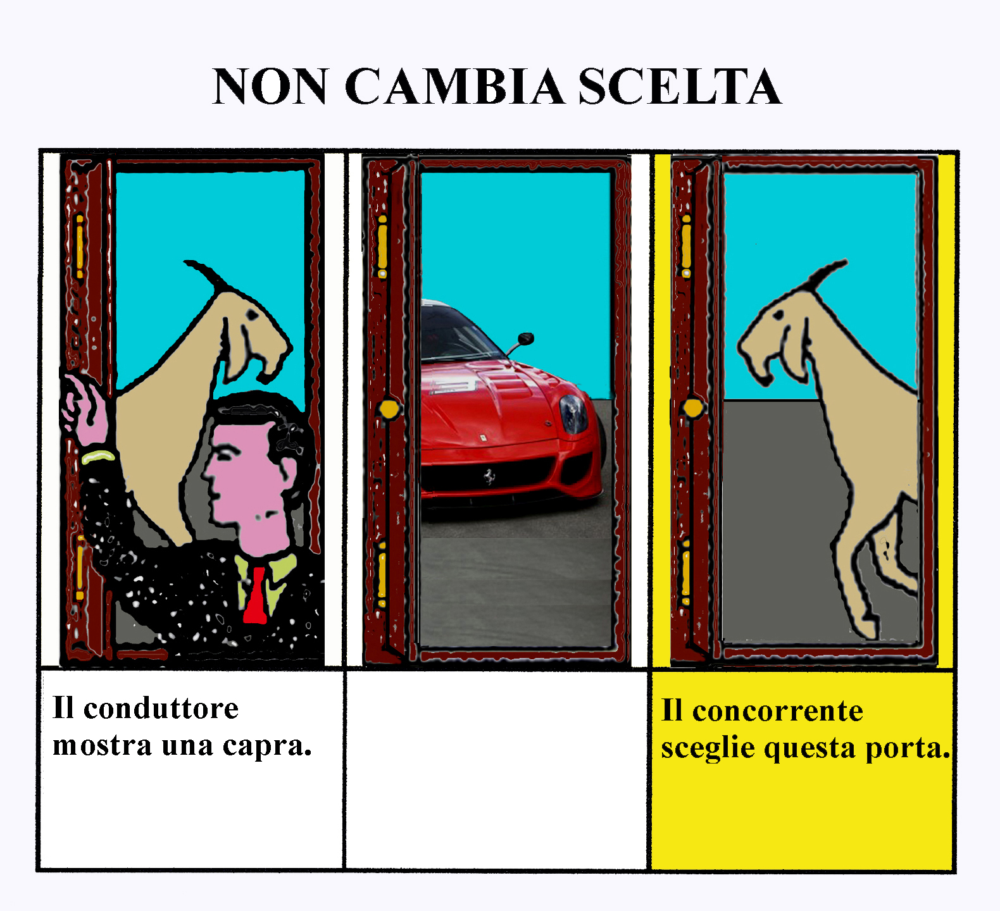 NON CAMBIA SCELTA
Il conduttore
mostra una capra.
Il concorrente
sceglie questa porta.